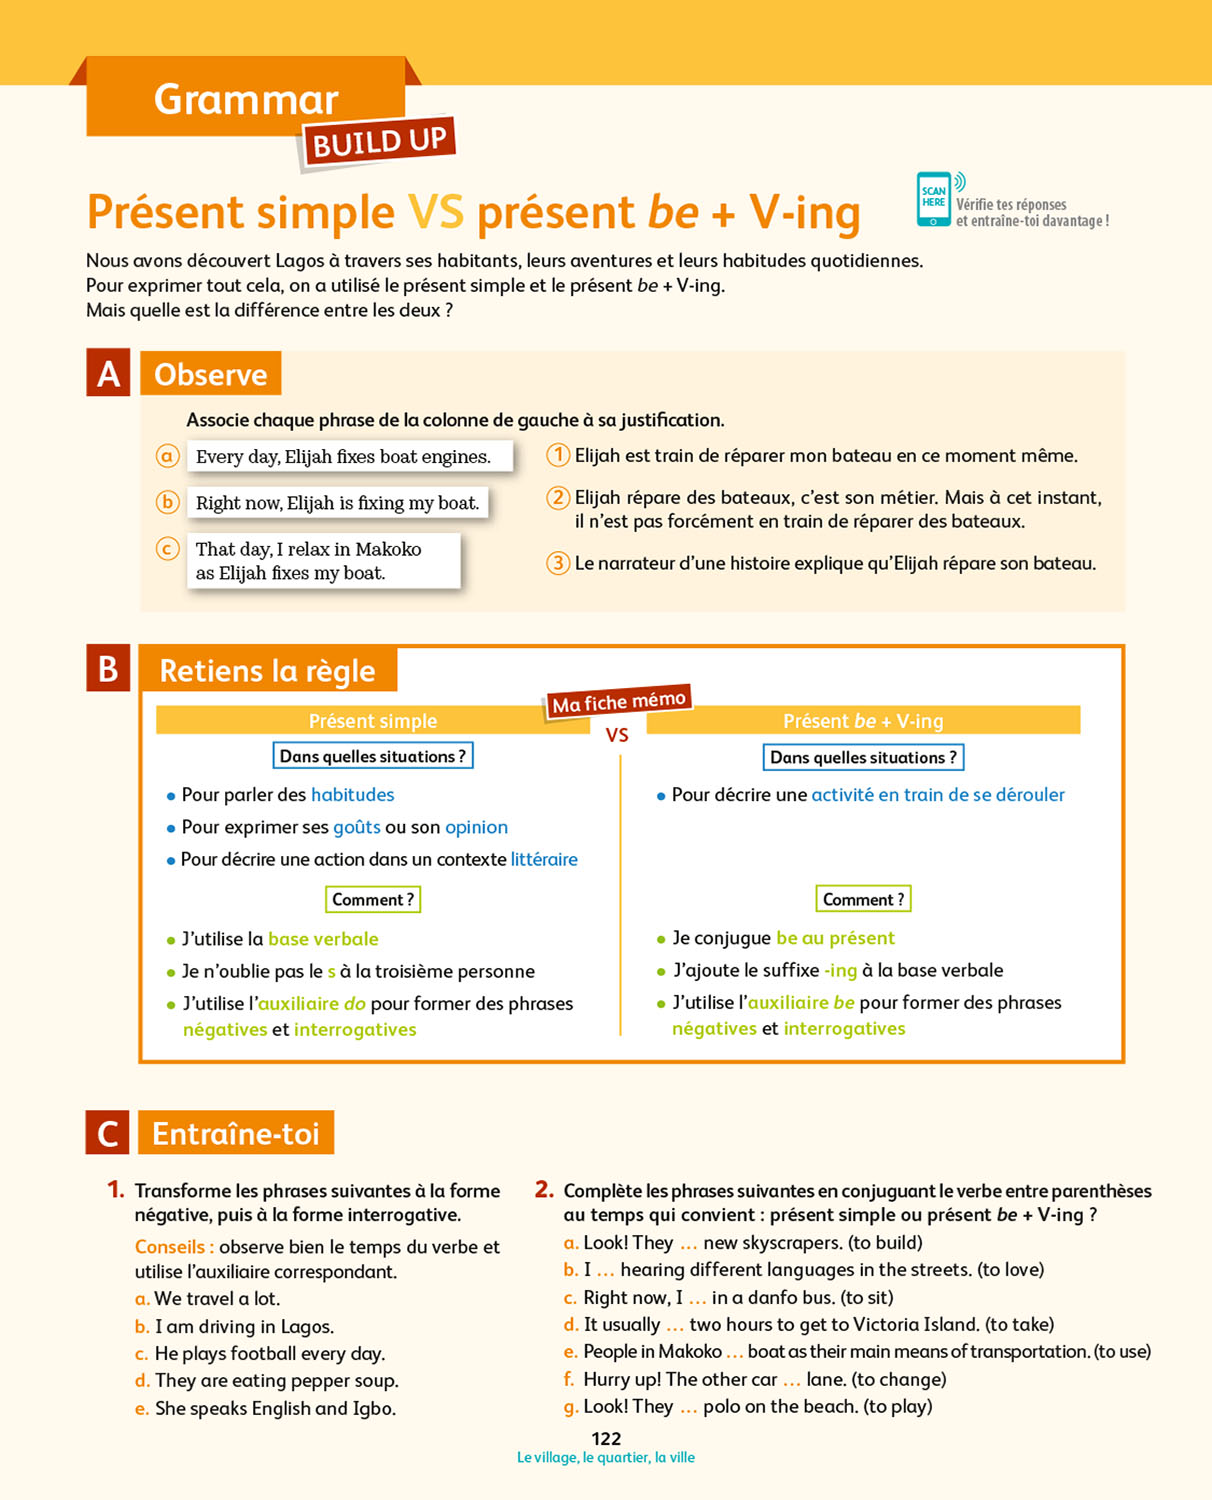 Grammar
BUILD UP
Présent simple VS présent be + V-ing
SCAN
HERE
Vérifie tes réponses
et entraîne-toi davantage !
Nous avons découvert Lagos à travers ses habitants, leurs aventures et leurs habitudes quotidiennes.
Pour exprimer tout cela, on a utilisé le présent simple et le présent be + V-ing.
Mais quelle est la différence entre les deux ?
A Observe
Associe chaque phrase de la colonne de gauche à sa justification.
a Every day, Elijah fixes boat engines.
b Right now, Elijah is fixing my boat.
c That day, I relax in Makoko
as Elijah fixes my boat.
1 Elijah est train de réparer mon bateau en ce moment même.
2 Elijah répare des bateaux, c'est son métier. Mais à cet instant,
il n'est pas forcément en train de réparer des bateaux.
3 Le narrateur d'une histoire explique qu'Elijah répare son bateau.
B Retiens la règle
Ma fiche mémo
Présent simple
VS
Présent be + V-ing
Dans quelles situations ?
• Pour parler des habitudes
• Pour exprimer ses goûts ou son opinion
• Pour décrire une action dans un contexte littéraire
Comment ?
• J'utilise la base verbale
• Je n'oublie pas le s à la troisième personne
• J'utilise l'auxiliaire do pour former des phrases
négatives et interrogatives
Dans quelles situations ?
• Pour décrire une activité en train de se dérouler
Comment ?
• Je conjugue be au présent
• J'ajoute le suffixe -ing à la base verbale
• J'utilise l'auxiliaire be pour former des phrases
négatives et interrogatives
C Entraîne-toi
1. Transforme les phrases suivantes à la forme
négative, puis à la forme interrogative.
Conseils : observe bien le temps du verbe et
utilise l'auxiliaire correspondant.
a. We travel a lot.
b. I am driving in Lagos.
c. He plays football every day.
d. They are eating pepper soup.
e. She speaks English and Igbo.
2. Complète les phrases suivantes en conjuguant le verbe entre parenthèses
au temps qui convient : présent simple ou présent be + V-ing ?
a. Look! They ... new skyscrapers. (to build)
b. I ... hearing different languages in the streets. (to love)
c. Right now, I ... in a danfo bus. (to sit)
d. It usually ... two hours to get to Victoria Island. (to take)
e. People in Makoko ... boat as their main means of transportation. (to use)
f. Hurry up! The other car ... lane. (to change)
g. Look! They ... polo on the beach. (to play)
122
Le village, le quartier, la ville